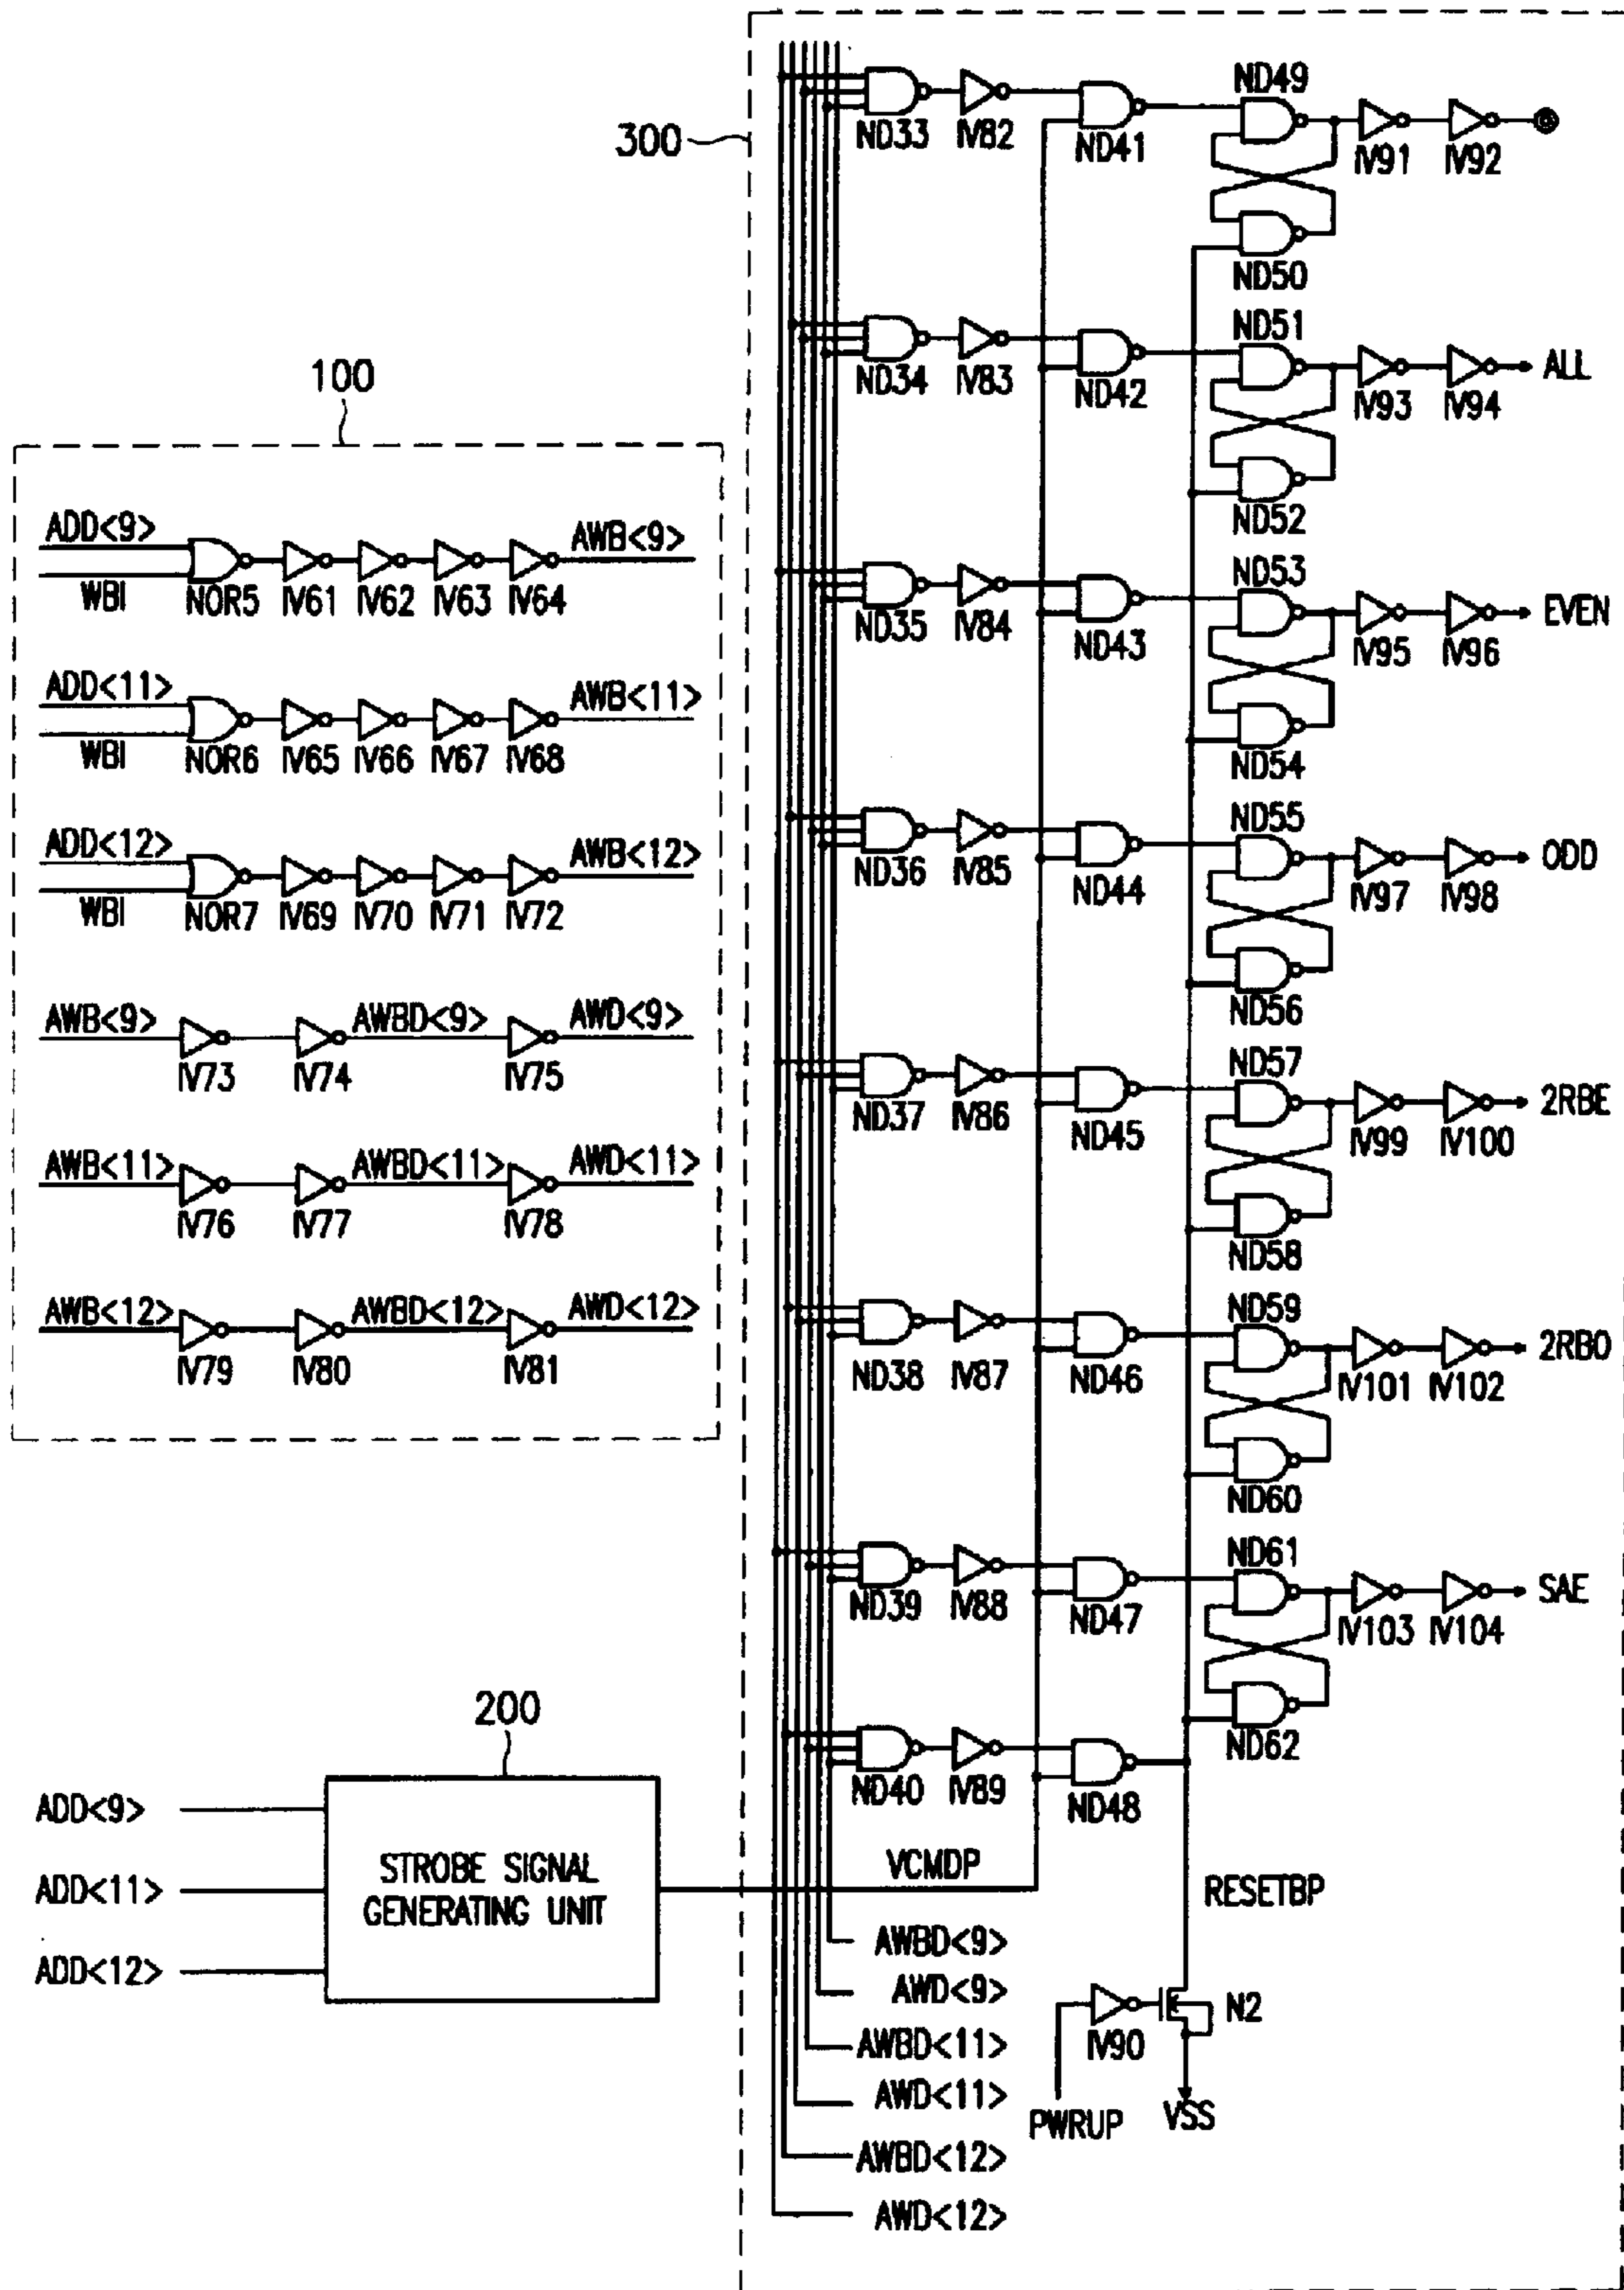 100
ADD<9>
WBI
NOR5 IV61 IV62 IV63 IV64
AWB<9>
ADD<11>
WBI
NOR6 IV65 IV66 IV67 IV68
AWB<11>
ADD<12>
WBI
NOR7 IV69 IV70 IV71 IV72
AWB<12>
AWB<9> AWBD<9> AWD<9>
IV73 IV74 IV75
AWB<11> AWBD<11> AWD<11>
IV76 IV77 IV78
AWB<12> AWBD<12> AWD<12>
IV79 IV80 IV81
200
ADD<9>
ADD<11>
ADD<12>
STROBE SIGNAL
GENERATING UNIT
300
ND49
ND33 IV82 ND41 IV91 IV92
ND50
ND51
ALL
ND34 IV83 ND42 IV93 IV94
ND52
ND53
EVEN
ND35 IV84 ND43 IV95 IV96
ND54
ND55
ODD
ND36 IV85 ND44 IV97 IV98
ND56
ND57
2RBE
ND37 IV86 ND45 IV99 IV100
ND58
ND59
2RBO
ND38 IV87 ND46 IV101 IV102
ND60
ND61
SAE
ND39 IV88 ND47 IV103 IV104
ND62
ND40 IV89 ND48
VCMDP
RESETBP
AWBD<9>
AWD<9>
AWBD<11>
AWD<11>
AWBD<12>
AWD<12>
IV90
N2
PWRUP
VSS